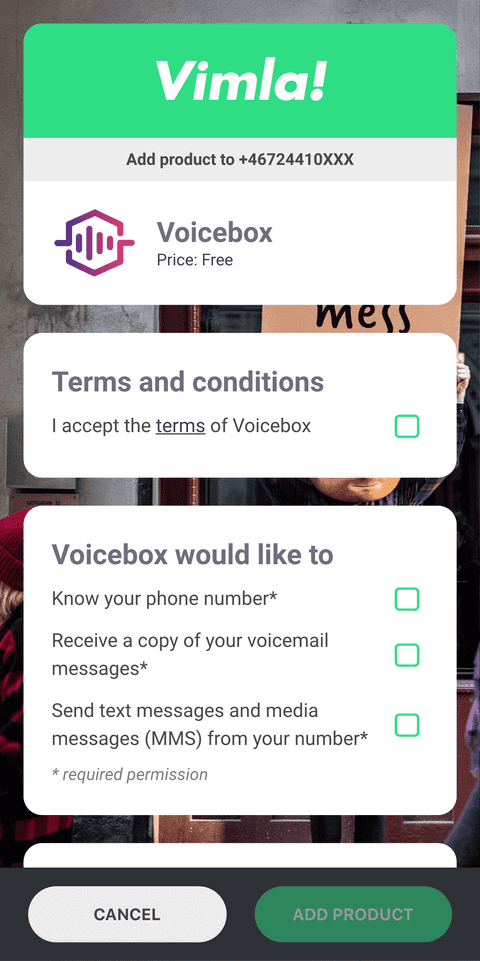 Vimla!
Add product to +46724410XXX
Voicebox
Price: Free
mess
Terms and conditions
I accept the terms of Voicebox
Voicebox would like to
Know your phone number*
Receive a copy of your voicemail
messages*
Send text messages and media
messages (MMS) from your number*
* required permission
CANCEL
ADD PRODUCT